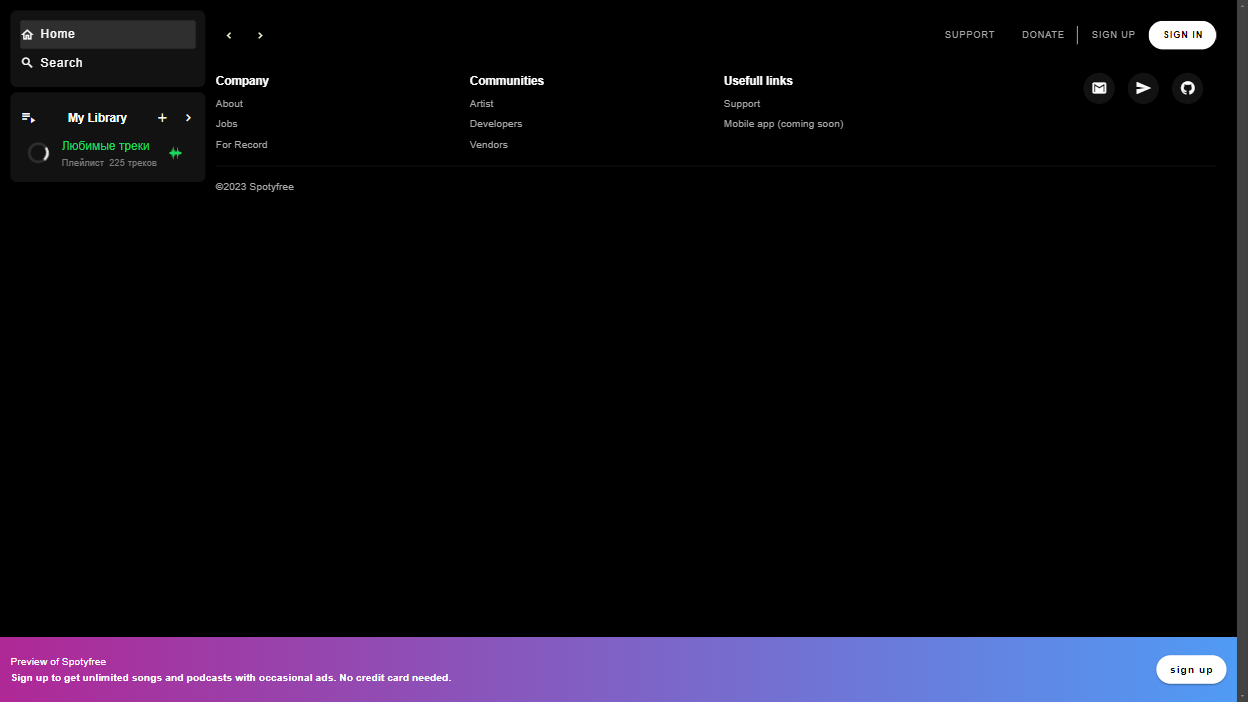 Home
Search
My Library
Любимые треки
Плейлист 225 треков
SUPPORT
DONATE
SIGN UP
SIGN IN
Company
About
Jobs
For Record
Communities
Artist
Developers
Vendors
Usefull links
Support
Mobile app (coming soon)
©2023 Spotyfree
Preview of Spotyfree
Sign up to get unlimited songs and podcasts with occasional ads. No credit card needed.
sign up